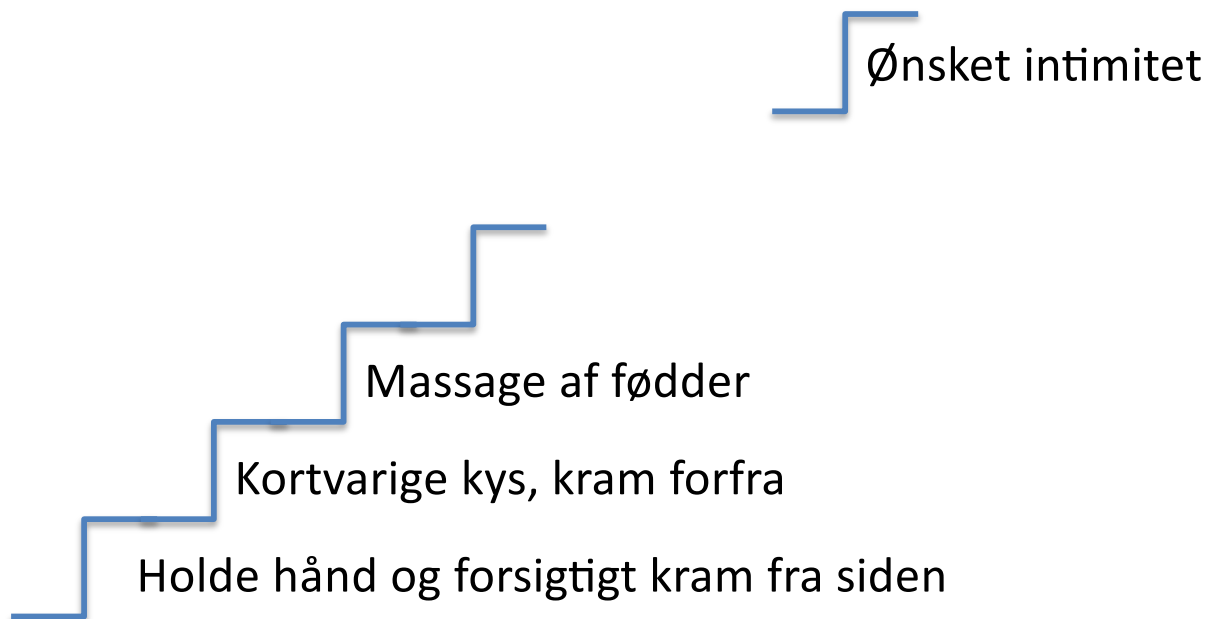 Ønsket intimitet
Massage af fødder
Kortvarige kys, kram forfra
Holde hånd og forsigtigt kram fra siden